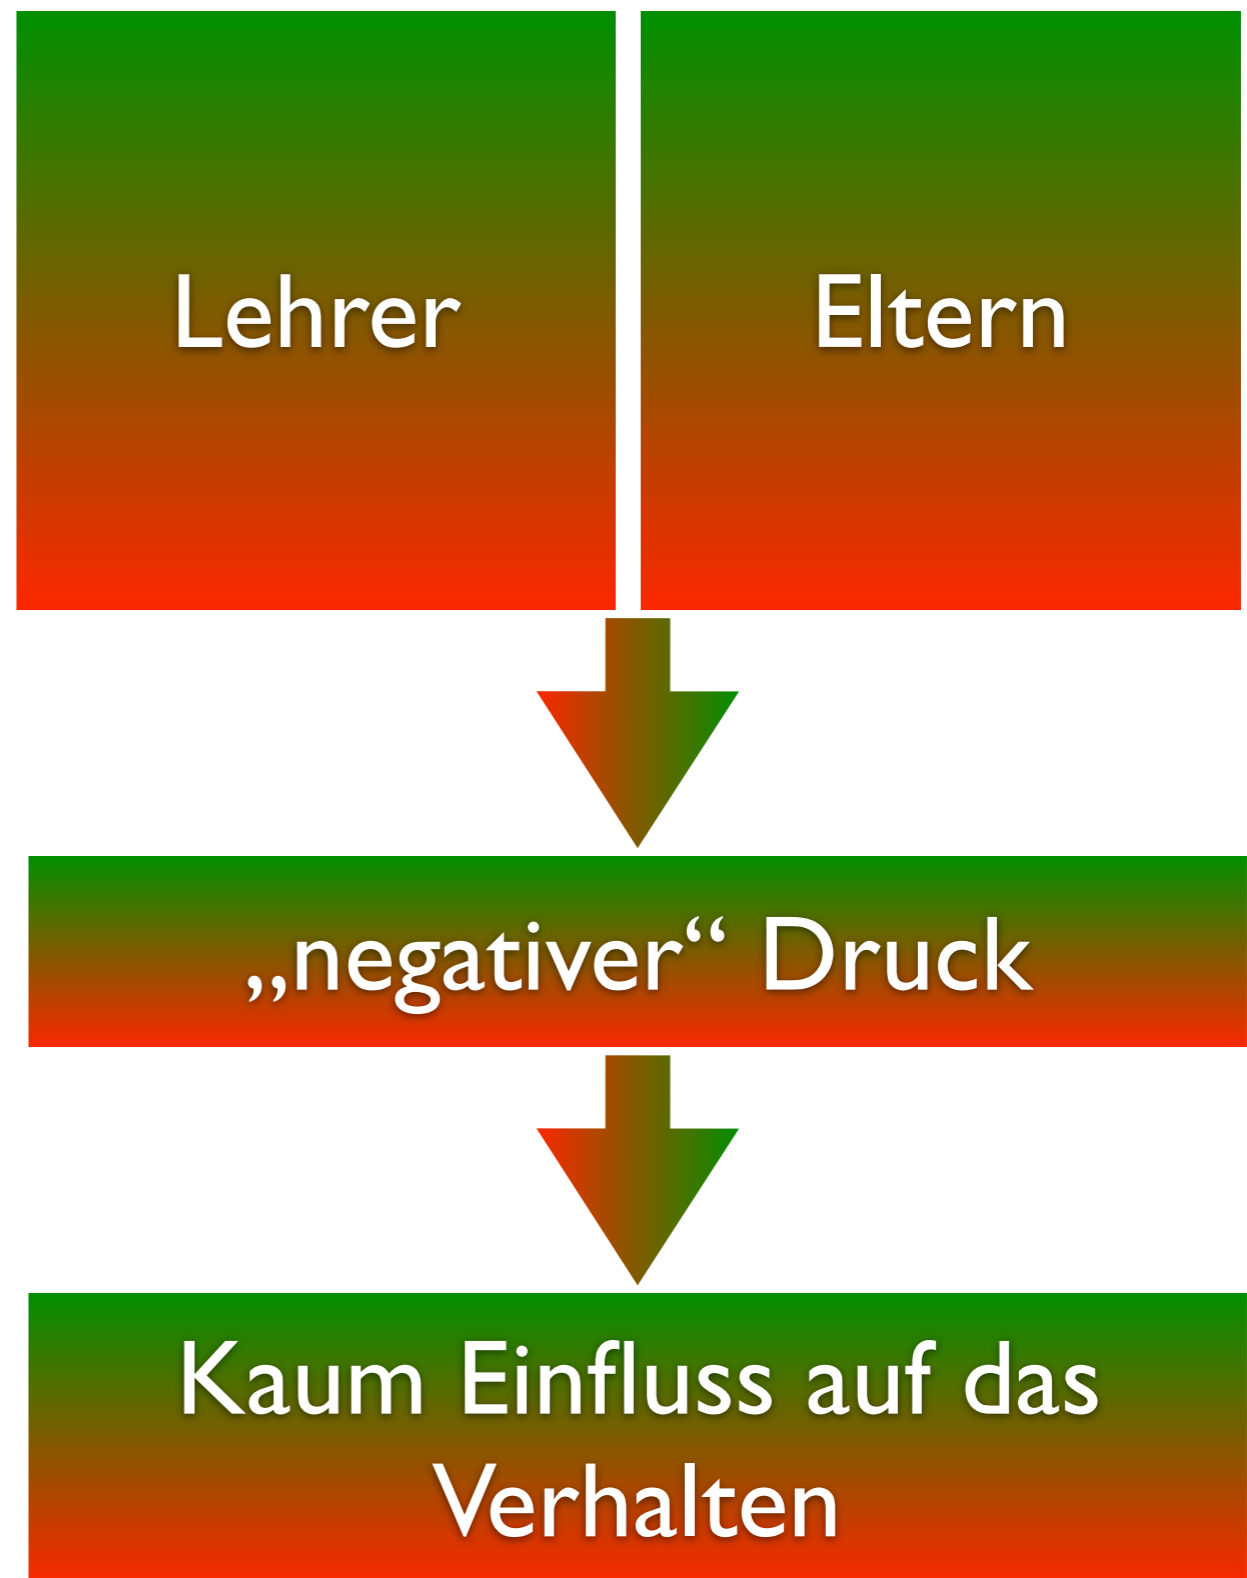 Lehrer
Eltern
„negativer“ Druck
Kaum Einfluss auf das
Verhalten